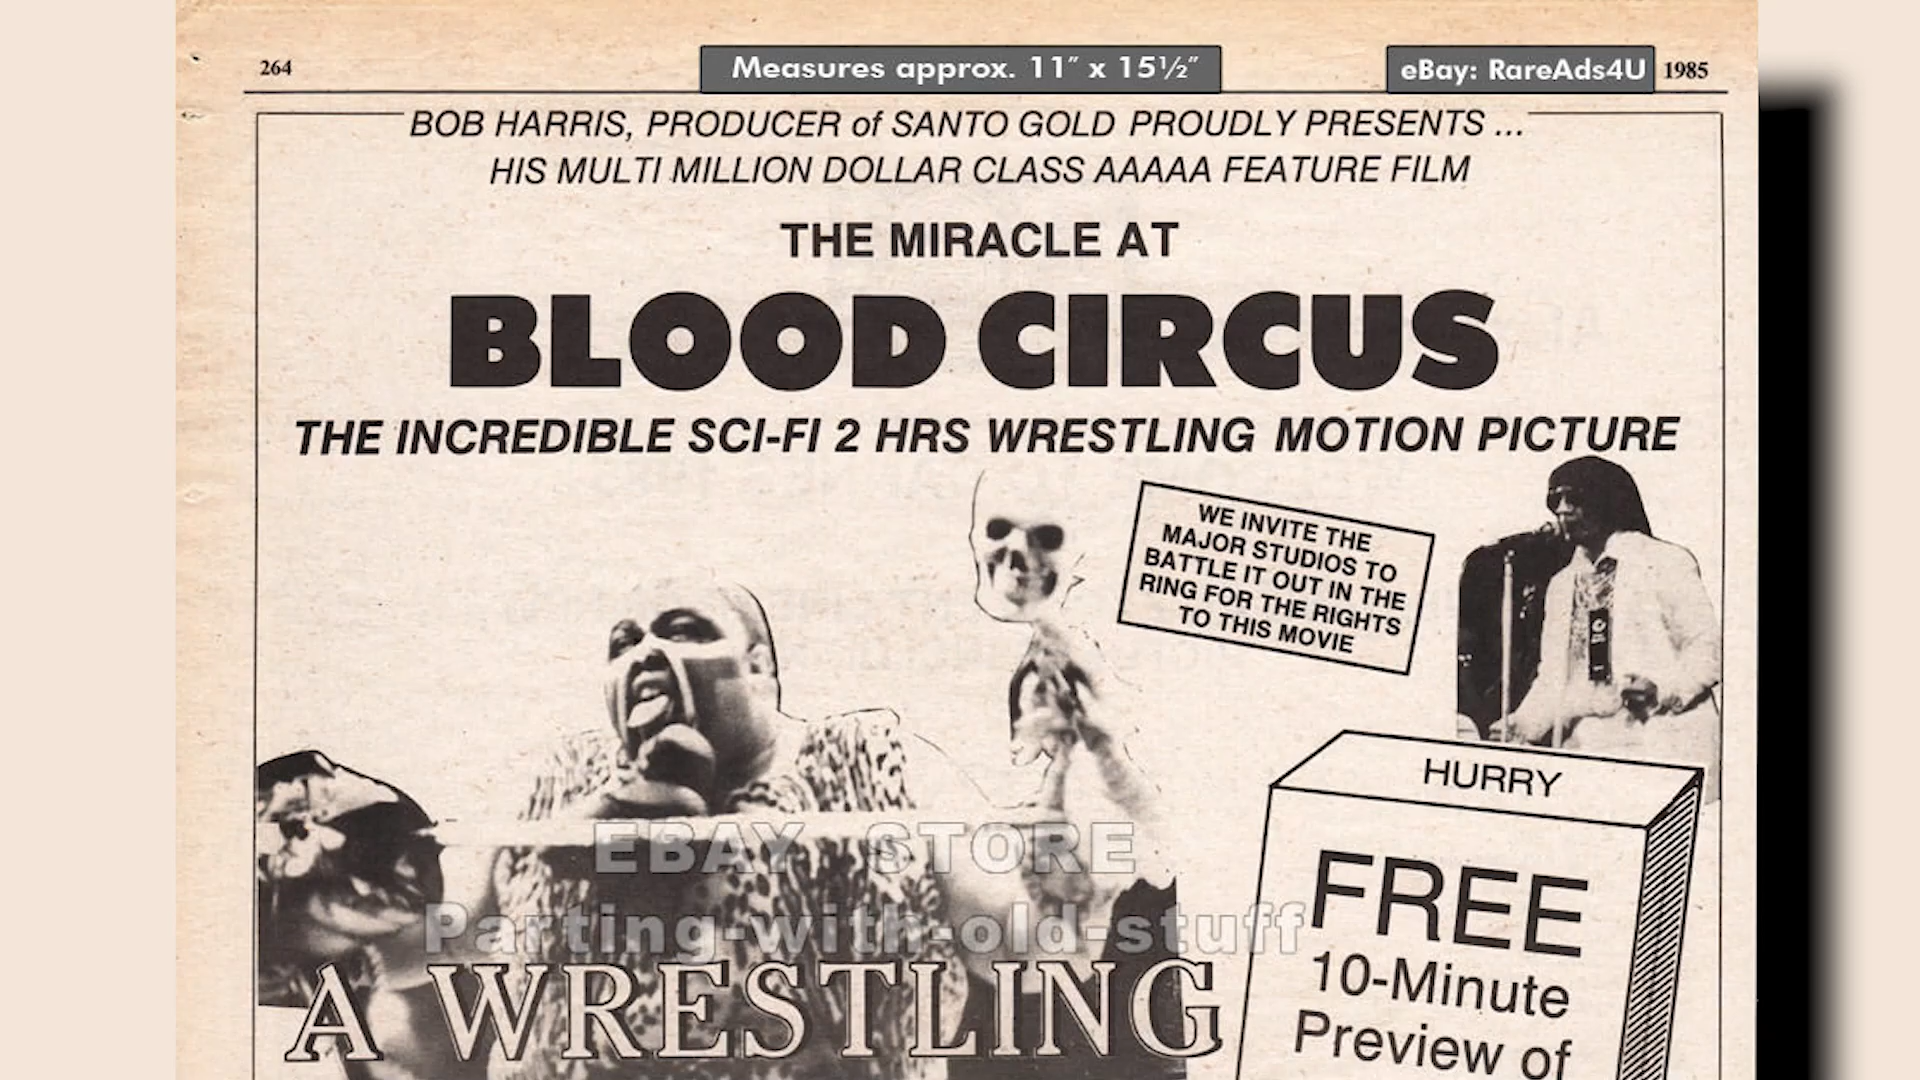 264
Measures approx. 11″ x 15½″
eBay: RareAds4U
1985
BOB HARRIS, PRODUCER of SANTO GOLD PROUDLY PRESENTS ...
HIS MULTI MILLION DOLLAR CLASS AAAAA FEATURE FILM
THE MIRACLE AT
BLOOD CIRCUS
THE INCREDIBLE SCI-FI 2 HRS WRESTLING MOTION PICTURE
WE INVITE THE
MAJOR STUDIOS TO
BATTLE IT OUT IN THE
RING FOR THE RIGHTS
TO THIS MOVIE
HURRY
FREE
10-Minute
Preview of
EBAY STORE
Parting-with-old-stuff
A WRESTLING